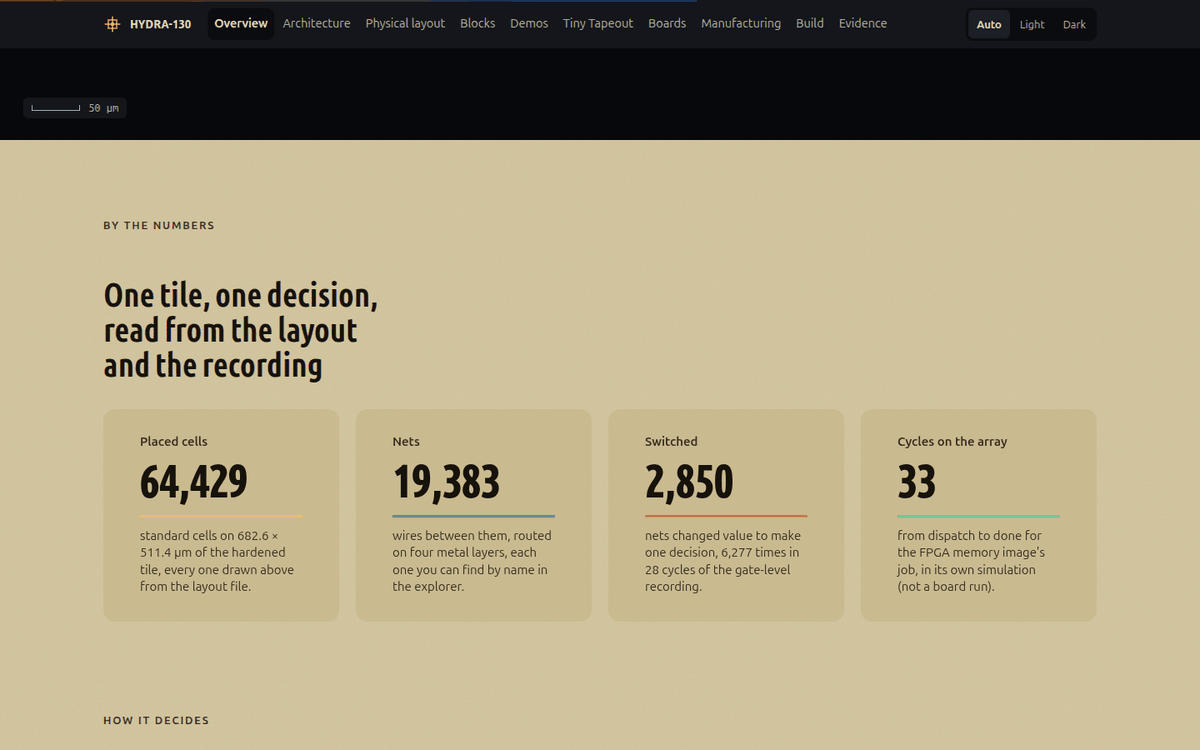 HYDRA-130 Overview Architecture Physical layout Blocks Demos Tiny Tapeout Boards Manufacturing Build Evidence Auto Light Dark
50 µm
BY THE NUMBERS
One tile, one decision,
read from the layout
and the recording
Placed cells
64,429
standard cells on 682.6 ×
511.4 µm of the hardened
tile, every one drawn above
from the layout file.
Nets
19,383
wires between them, routed
on four metal layers, each
one you can find by name in
the explorer.
Switched
2,850
nets changed value to make
one decision, 6,277 times in
28 cycles of the gate-level
recording.
Cycles on the array
33
from dispatch to done for
the FPGA memory image's
job, in its own simulation
(not a board run).
HOW IT DECIDES